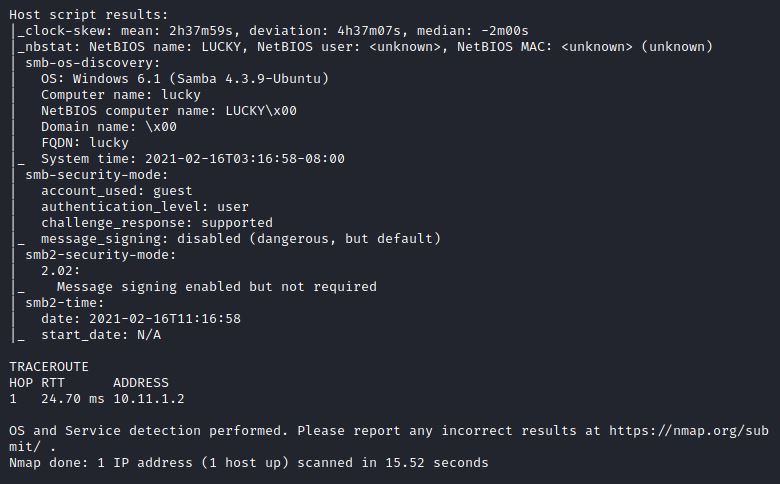 Host script results:
|_clock-skew: mean: 2h37m59s, deviation: 4h37m07s, median: -2m00s
|_nbstat: NetBIOS name: LUCKY, NetBIOS user: <unknown>, NetBIOS MAC: <unknown> (unknown)
| smb-os-discovery:
|   OS: Windows 6.1 (Samba 4.3.9-Ubuntu)
|   Computer name: lucky
|   NetBIOS computer name: LUCKY\x00
|   Domain name: \x00
|   FQDN: lucky
|_  System time: 2021-02-16T03:16:58-08:00
| smb-security-mode:
|   account_used: guest
|   authentication_level: user
|   challenge_response: supported
|_  message_signing: disabled (dangerous, but default)
| smb2-security-mode:
|   2.02:
|_    Message signing enabled but not required
| smb2-time:
|   date: 2021-02-16T11:16:58
|_  start_date: N/A

TRACEROUTE
HOP RTT      ADDRESS
1   24.70 ms 10.11.1.2

OS and Service detection performed. Please report any incorrect results at https://nmap.org/sub
mit/ .
Nmap done: 1 IP address (1 host up) scanned in 15.52 seconds